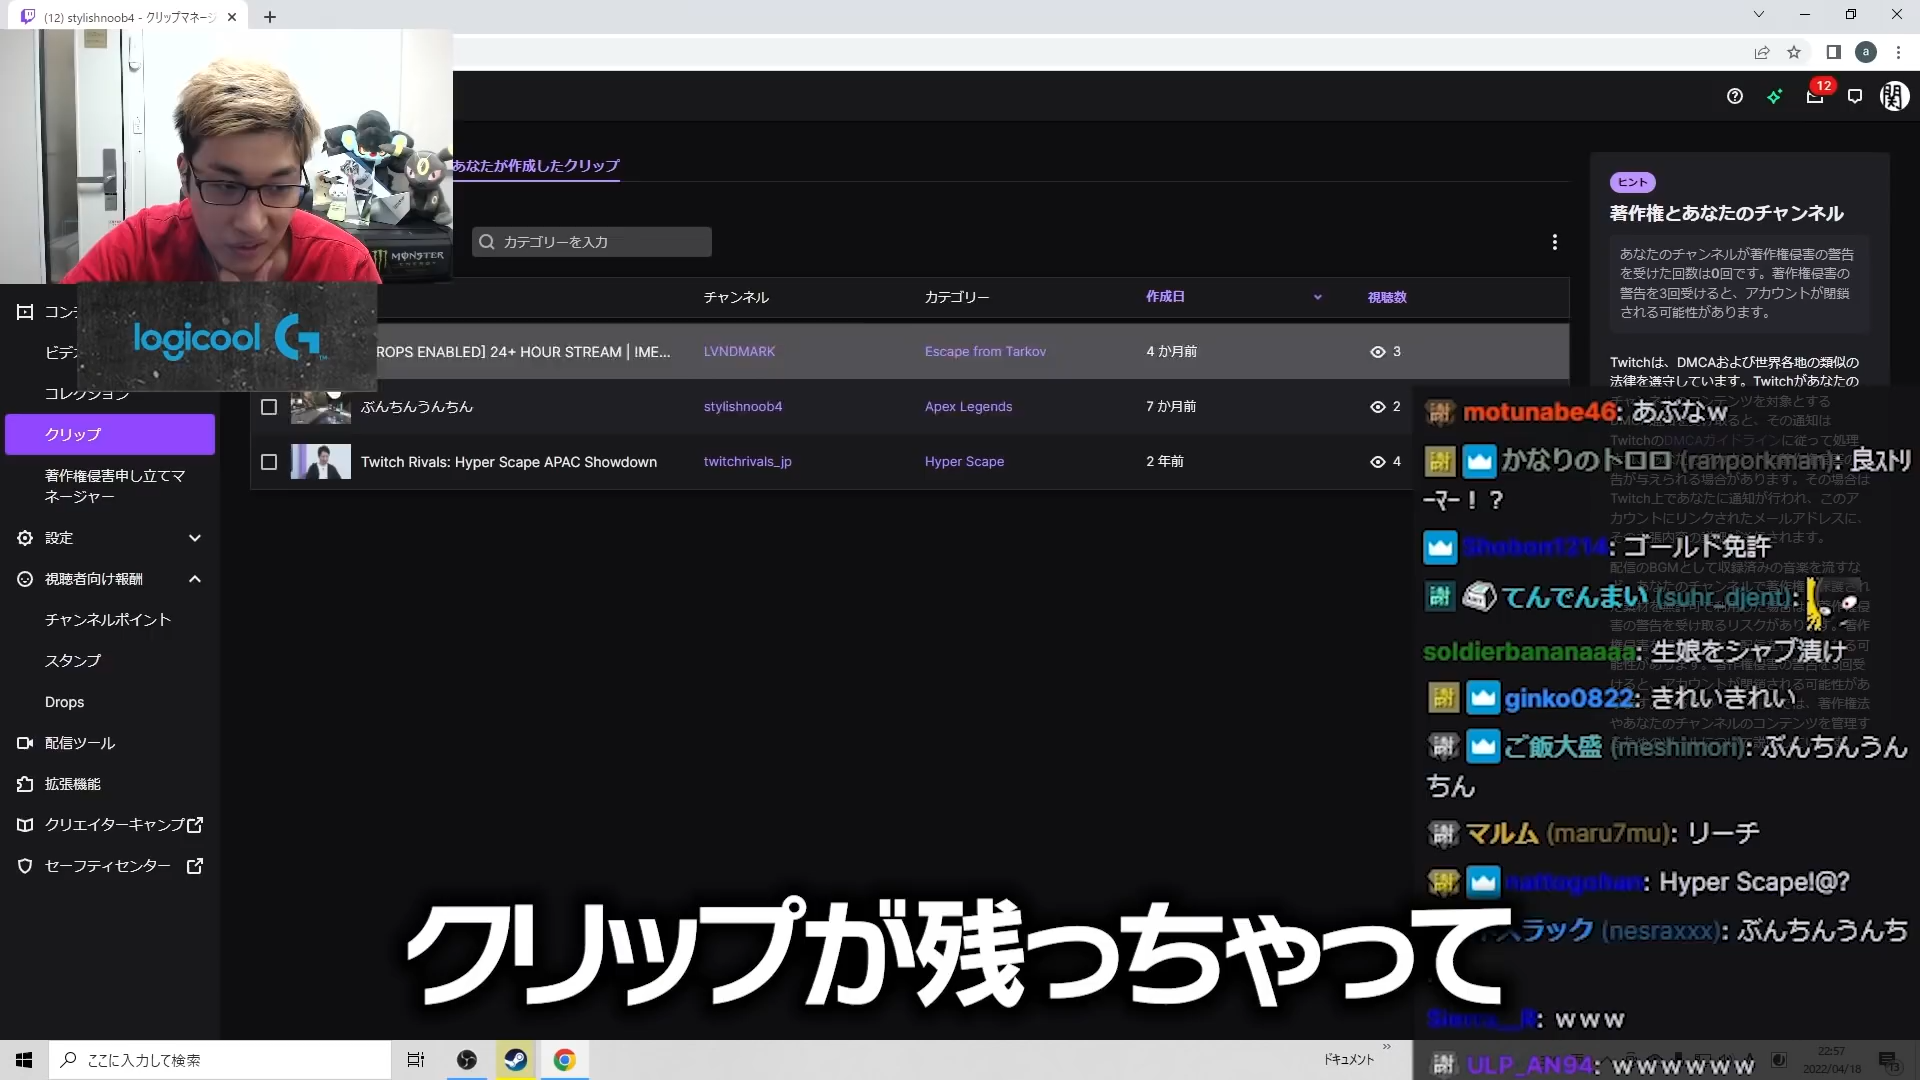 (12) stylishnoob4 - クリップマネージ
a
12
あなたが作成したクリップ
カテゴリーを入力
MONSTER
logicool G
コンテ
ビデオ
コレクション
クリップ
著作権侵害申し立てマ
ネージャー
設定
視聴者向け報酬
チャンネルポイント
スタンプ
Drops
配信ツール
拡張機能
クリエイターキャンプ
セーフティセンター
チャンネル カテゴリー 作成日 視聴数
ROPS ENABLED] 24+ HOUR STREAM | !ME... LVNDMARK Escape from Tarkov 4 か月前 3
ぶんちんうんちん stylishnoob4 Apex Legends 7 か月前 2
Twitch Rivals: Hyper Scape APAC Showdown twitchrivals_jp Hyper Scape 2 年前 4
ヒント
著作権とあなたのチャンネル
あなたのチャンネルが著作権侵害の警告
を受けた回数は0回です。著作権侵害の
警告を3回受けると、アカウントが閉鎖
される可能性があります。
Twitchは、DMCAおよび世界各地の類似の
法律を遵守しています。Twitchがあなたの
motunabe46: あぶなw
かなりのトロロ (ranporkman): 良ｽﾄﾘ
ｰﾏｰ！？
Shobon1214: ゴールド免許
てんでんまい (suhr_djent):
soldierbananaaaa: 生娘をシャブ漬け
ginko0822: きれいきれい
ご飯大盛 (meshimori): ぶんちんうん
ちん
マルム (maru7mu): リーチ
nattogohan: Hyper Scape!@?
ラック (nesraxxx): ぶんちんうんち
: ｗｗｗ
ULP_AN94: ｗｗｗｗｗｗ
クリップが残っちゃって
ここに入力して検索
ドキュメント
22:57
2022/04/18